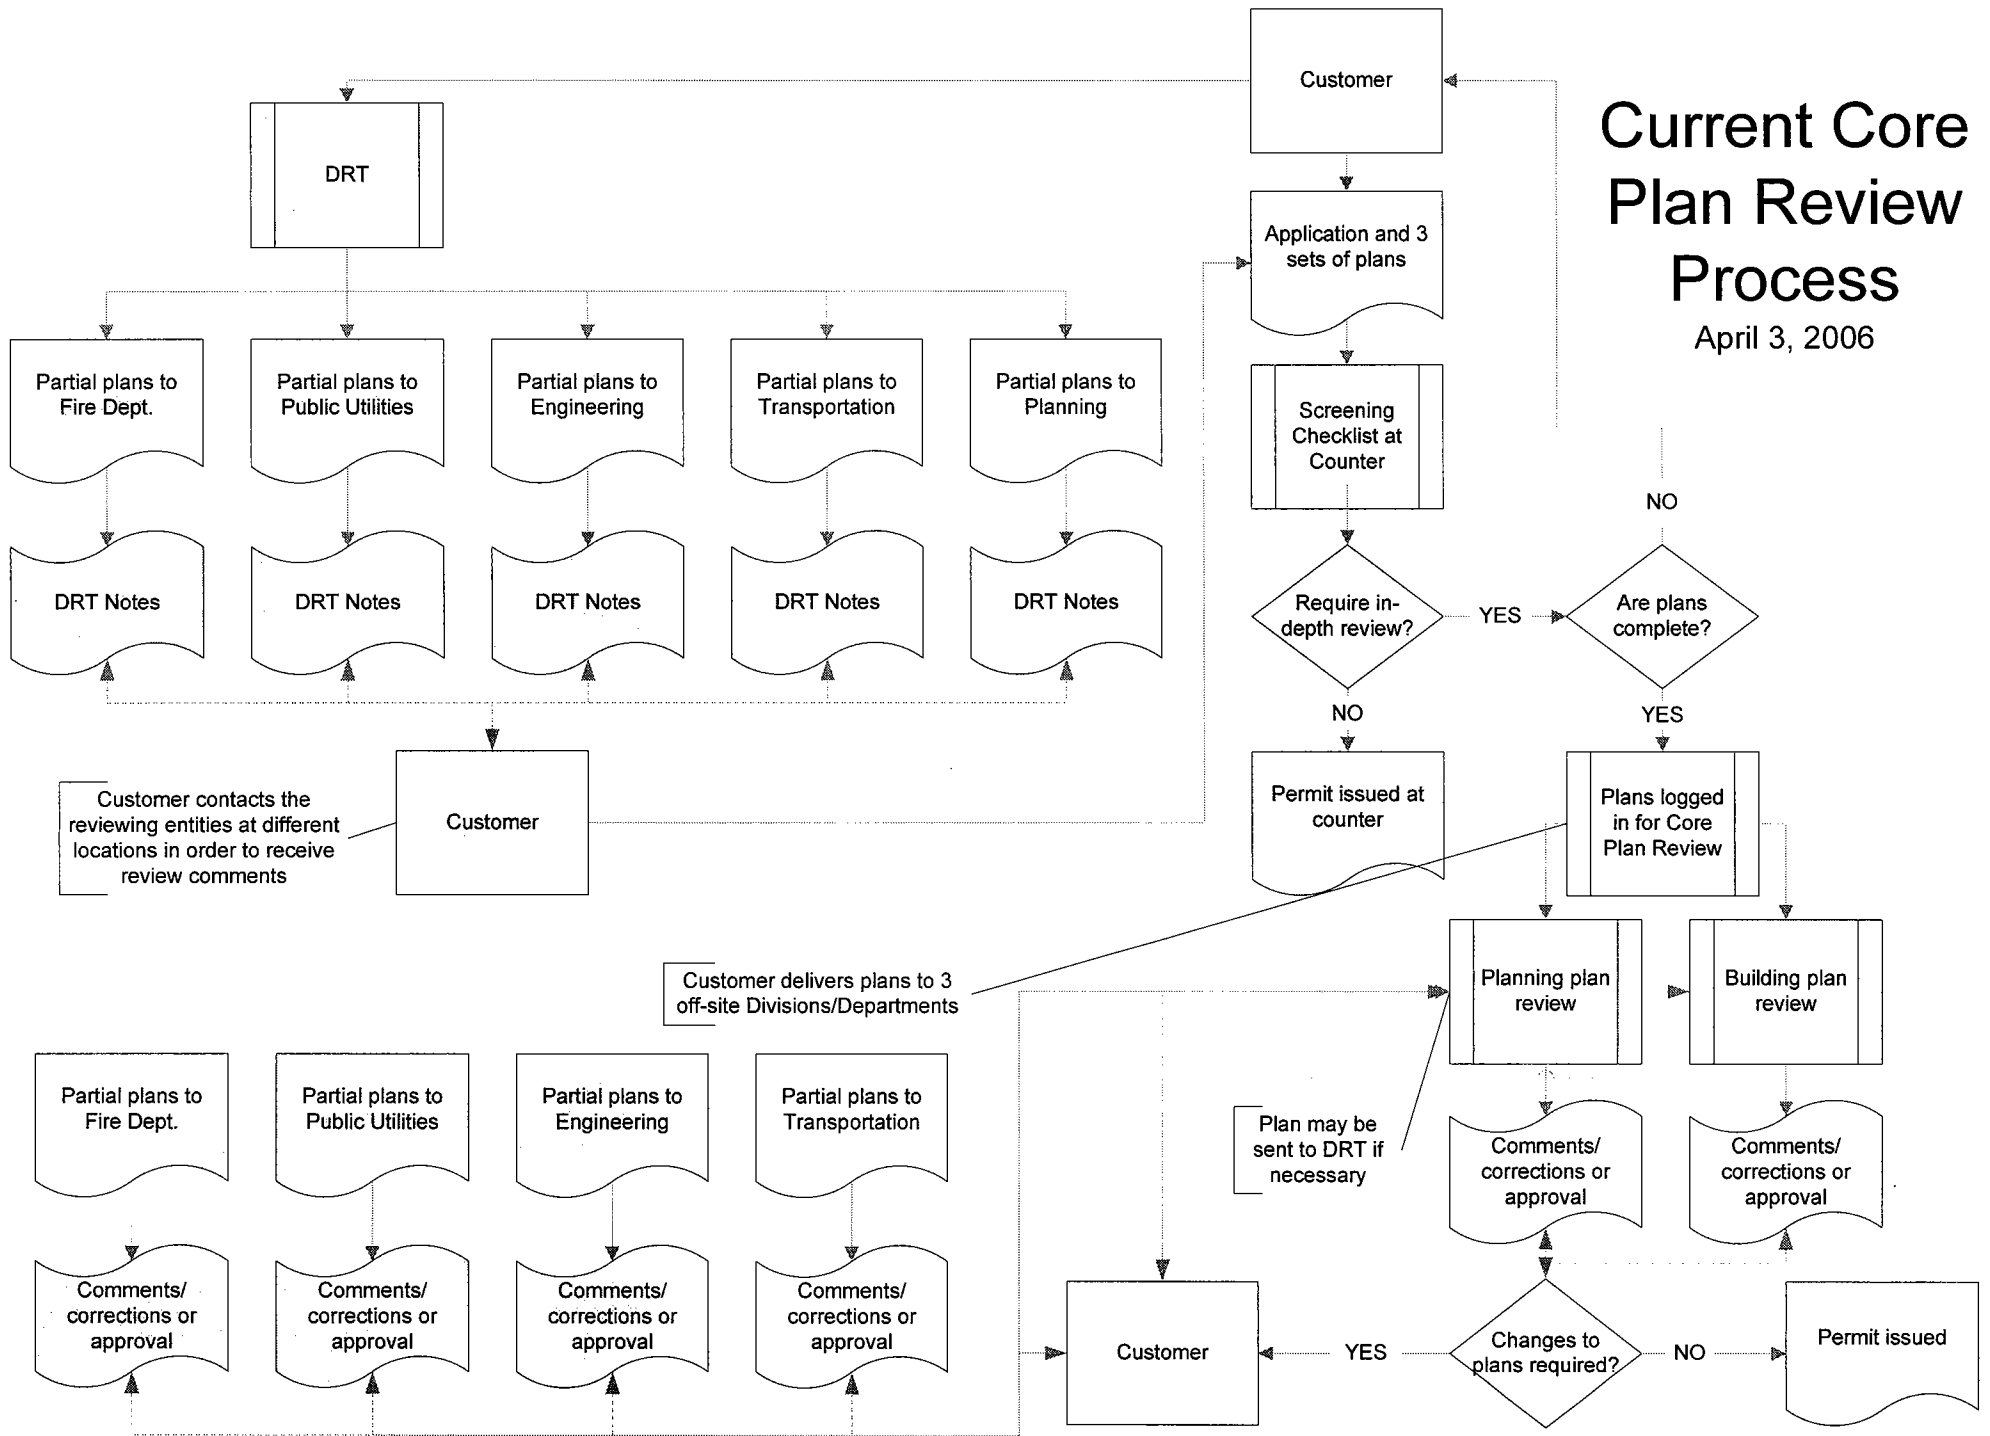 Customer
Current Core
Plan Review
Process
April 3, 2006
DRT
Application and 3
sets of plans
Partial plans to
Fire Dept.
Partial plans to
Public Utilities
Partial plans to
Engineering
Partial plans to
Transportation
Partial plans to
Planning
Screening
Checklist at
Counter
NO
DRT Notes
DRT Notes
DRT Notes
DRT Notes
DRT Notes
Require in-
depth review?
YES
Are plans
complete?
NO
YES
Customer contacts the
reviewing entities at different
locations in order to receive
review comments
Customer
Permit issued at
counter
Plans logged
in for Core
Plan Review
Customer delivers plans to 3
off-site Divisions/Departments
Planning plan
review
Building plan
review
Partial plans to
Fire Dept.
Partial plans to
Public Utilities
Partial plans to
Engineering
Partial plans to
Transportation
Plan may be
sent to DRT if
necessary
Comments/
corrections or
approval
Comments/
corrections or
approval
Comments/
corrections or
approval
Comments/
corrections or
approval
Comments/
corrections or
approval
Comments/
corrections or
approval
Customer
YES
Changes to
plans required?
NO
Permit issued